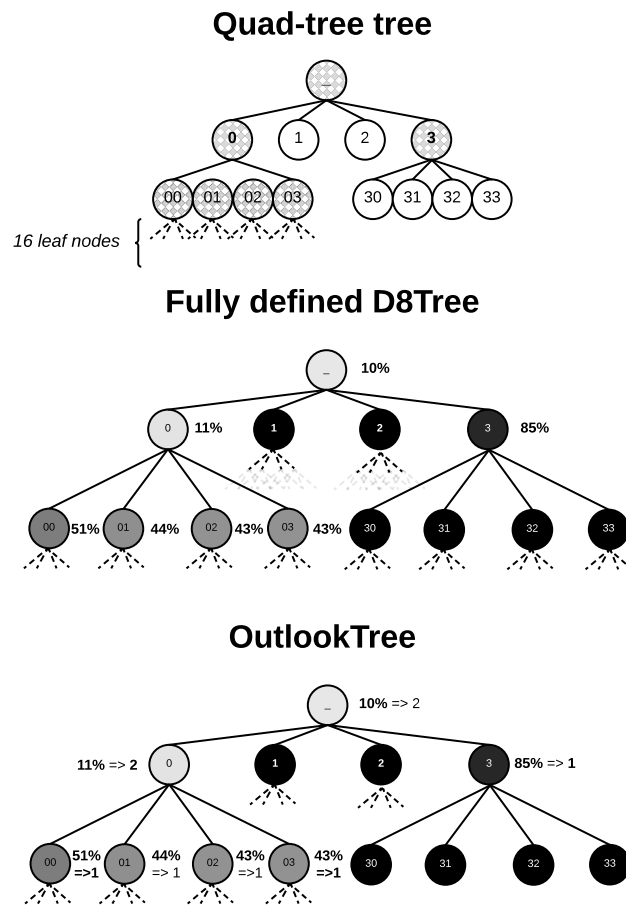 Quad-tree tree
_
0 1 2 3
00 01 02 03 30 31 32 33
16 leaf nodes
Fully defined D8Tree
_ 10%
0 11% 1 2 3 85%
00 51% 01 44% 02 43% 03 43% 30 31 32 33
OutlookTree
_ 10% => 2
11% => 2 0 1 2 3 85% => 1
00 51% 01 44% 02 43% 03 43% 30 31 32 33
=>1 => 1 =>1 =>1